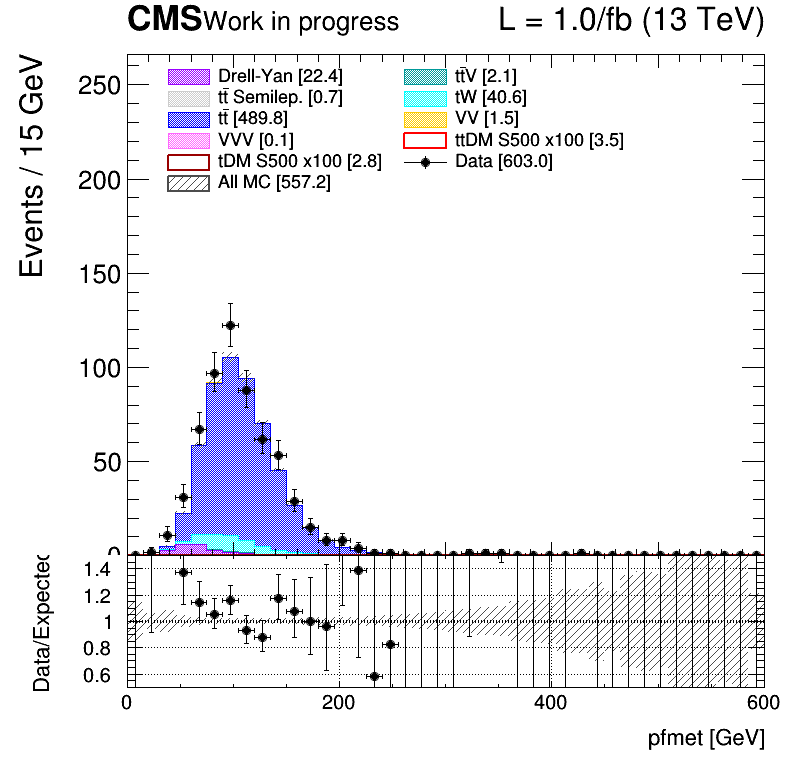 CMS Work in progress L = 1.0/fb (13 TeV)
Events / 15 GeV
250
200
150
100
50
0
Drell-Yan [22.4] tt̄V [2.1]
tt̄ Semilep. [0.7] tW [40.6]
tt̄ [489.8] VV [1.5]
VVV [0.1] ttDM S500 x100 [3.5]
tDM S500 x100 [2.8] Data [603.0]
All MC [557.2]
Data/Expected
1.4
1.2
1
0.8
0.6
0 200 400 600
pfmet [GeV]